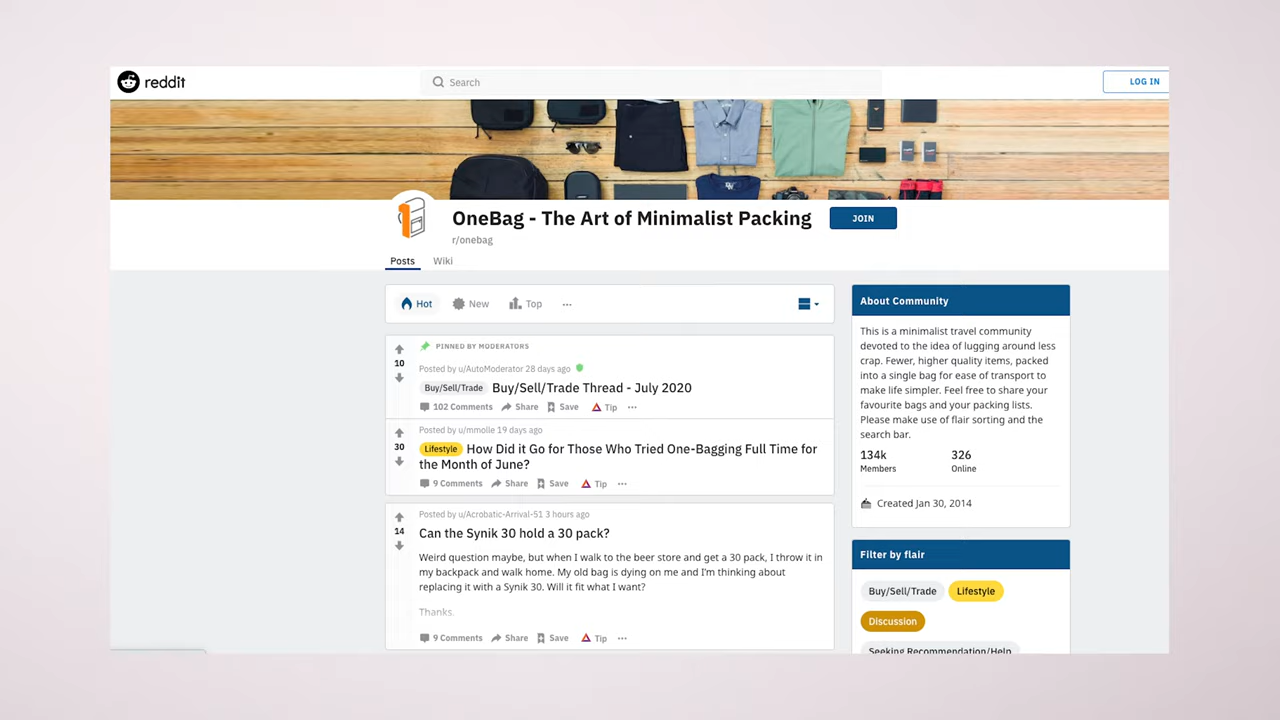 reddit
Search
LOG IN
OneBag - The Art of Minimalist Packing
JOIN
r/onebag
Posts
Wiki
Hot
New
Top
PINNED BY MODERATORS
10
Posted by u/AutoModerator 28 days ago
Buy/Sell/Trade Buy/Sell/Trade Thread - July 2020
102 Comments Share Save Tip
30
Posted by u/mmolle 19 days ago
Lifestyle How Did it Go for Those Who Tried One-Bagging Full Time for
the Month of June?
9 Comments Share Save Tip
14
Posted by u/Acrobatic-Arrival-51 3 hours ago
Can the Synik 30 hold a 30 pack?
Weird question maybe, but when I walk to the beer store and get a 30 pack, I throw it in
my backpack and walk home. My old bag is dying on me and I'm thinking about
replacing it with a Synik 30. Will it fit what I want?
Thanks.
9 Comments Share Save Tip
About Community
This is a minimalist travel community
devoted to the idea of lugging around less
crap. Fewer, higher quality items, packed
into a single bag for ease of transport to
make life simpler. Feel free to share your
favourite bags and your packing lists.
Please make use of flair sorting and the
search bar.
134k 326
Members Online
Created Jan 30, 2014
Filter by flair
Buy/Sell/Trade Lifestyle
Discussion
Seeking Recommendation/Help